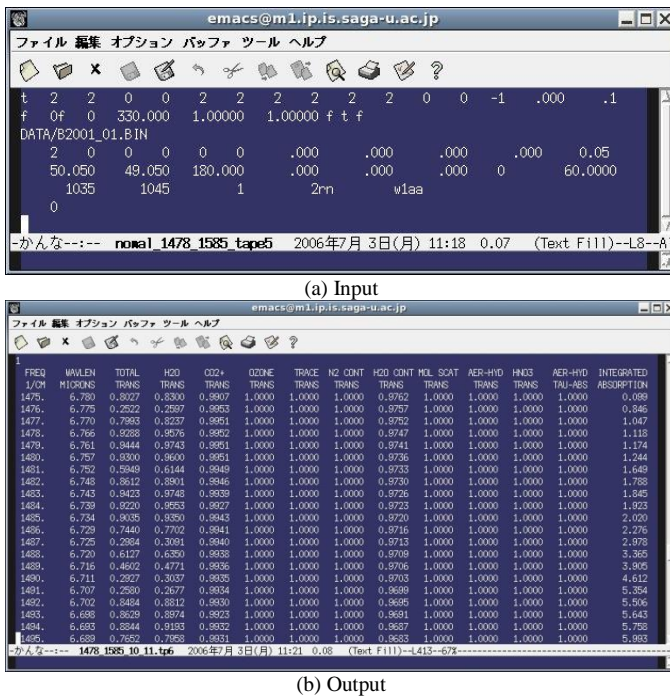 emacs@m1.ip.is.saga-u.ac.jp
ファイル 編集 オプション バッファ ツール ヘルプ
t 2 2 0 0 2 2 2 2 2 2 0 0 -1 .000 .1
f 0f 0 330.000 1.00000 1.00000 f t f
DATA/B2001_01.BIN
2 0 0 0 0 0 .000 .000 .000 .000 0.05
50.050 49.050 180.000 .000 .000 .000 0 60.0000
1035 1045 1 2rn w1aa
0
-かんな--:-- nomal_1478_1585_tape5 2006年7月 3日(月) 11:18 0.07 (Text Fill)--L8--A
(a) Input
emacs@m1.ip.is.saga-u.ac.jp
ファイル 編集 オプション バッファ ツール ヘルプ
1
FREQ WAVLEN TOTAL H2O CO2+ OZONE TRACE N2 CONT H2O CONT MOL SCAT AER-HYD HNO3 AER-HYD INTEGRATED
1/CM MICRONS TRANS TRANS TRANS TRANS TRANS TRANS TRANS TRANS TRANS TRANS TAU-ABS ABSORPTION
1475. 6.780 0.8027 0.8300 0.9907 1.0000 1.0000 1.0000 0.9762 1.0000 1.0000 1.0000 1.0000 0.099
1476. 6.775 0.2522 0.2597 0.9953 1.0000 1.0000 1.0000 0.9757 1.0000 1.0000 1.0000 1.0000 0.846
1477. 6.770 0.7993 0.8237 0.9951 1.0000 1.0000 1.0000 0.9752 1.0000 1.0000 1.0000 1.0000 1.047
1478. 6.766 0.9288 0.9576 0.9952 1.0000 1.0000 1.0000 0.9747 1.0000 1.0000 1.0000 1.0000 1.118
1479. 6.761 0.9444 0.9743 0.9951 1.0000 1.0000 1.0000 0.9741 1.0000 1.0000 1.0000 1.0000 1.174
1480. 6.757 0.9300 0.9600 0.9951 1.0000 1.0000 1.0000 0.9736 1.0000 1.0000 1.0000 1.0000 1.244
1481. 6.752 0.5949 0.6144 0.9949 1.0000 1.0000 1.0000 0.9733 1.0000 1.0000 1.0000 1.0000 1.649
1482. 6.748 0.8612 0.8901 0.9946 1.0000 1.0000 1.0000 0.9730 1.0000 1.0000 1.0000 1.0000 1.788
1483. 6.743 0.9423 0.9748 0.9939 1.0000 1.0000 1.0000 0.9726 1.0000 1.0000 1.0000 1.0000 1.845
1484. 6.739 0.9220 0.9553 0.9927 1.0000 1.0000 1.0000 0.9723 1.0000 1.0000 1.0000 1.0000 1.923
1485. 6.734 0.9035 0.9350 0.9943 1.0000 1.0000 1.0000 0.9720 1.0000 1.0000 1.0000 1.0000 2.020
1486. 6.729 0.7440 0.7702 0.9941 1.0000 1.0000 1.0000 0.9716 1.0000 1.0000 1.0000 1.0000 2.276
1487. 6.725 0.2984 0.3091 0.9940 1.0000 1.0000 1.0000 0.9713 1.0000 1.0000 1.0000 1.0000 2.978
1488. 6.720 0.6127 0.6350 0.9938 1.0000 1.0000 1.0000 0.9709 1.0000 1.0000 1.0000 1.0000 3.365
1489. 6.716 0.4602 0.4771 0.9936 1.0000 1.0000 1.0000 0.9706 1.0000 1.0000 1.0000 1.0000 3.905
1490. 6.711 0.2927 0.3037 0.9935 1.0000 1.0000 1.0000 0.9703 1.0000 1.0000 1.0000 1.0000 4.612
1491. 6.707 0.2580 0.2677 0.9934 1.0000 1.0000 1.0000 0.9699 1.0000 1.0000 1.0000 1.0000 5.354
1492. 6.702 0.8484 0.8812 0.9930 1.0000 1.0000 1.0000 0.9695 1.0000 1.0000 1.0000 1.0000 5.506
1493. 6.698 0.8629 0.8974 0.9923 1.0000 1.0000 1.0000 0.9691 1.0000 1.0000 1.0000 1.0000 5.643
1494. 6.693 0.8844 0.9193 0.9932 1.0000 1.0000 1.0000 0.9687 1.0000 1.0000 1.0000 1.0000 5.758
1495. 6.689 0.7652 0.7958 0.9931 1.0000 1.0000 1.0000 0.9683 1.0000 1.0000 1.0000 1.0000 5.993
-かんな--:-- 1478_1585_10_11.tp6 2006年7月 3日(月) 11:21 0.08 (Text Fill)--L413--67%--------
(b) Output